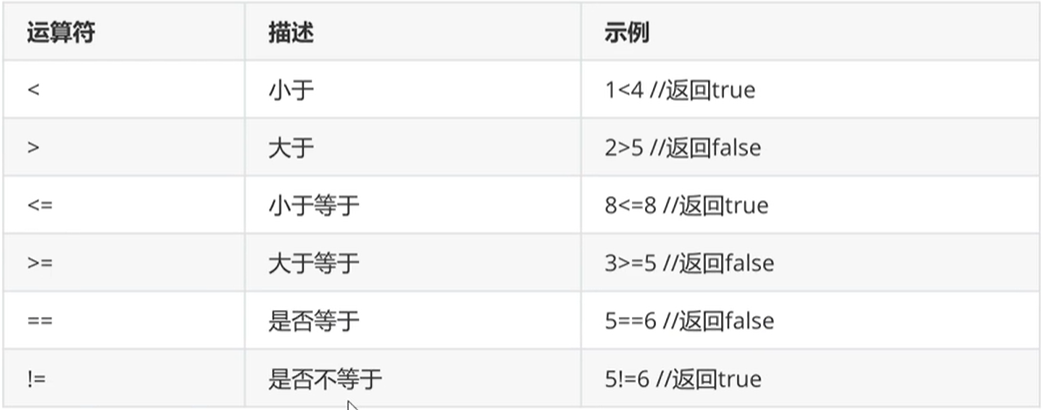 运算符 描述 示例
< 小于 1<4 //返回true
> 大于 2>5 //返回false
<= 小于等于 8<=8 //返回true
>= 大于等于 3>=5 //返回false
== 是否等于 5==6 //返回false
!= 是否不等于 5!=6 //返回true